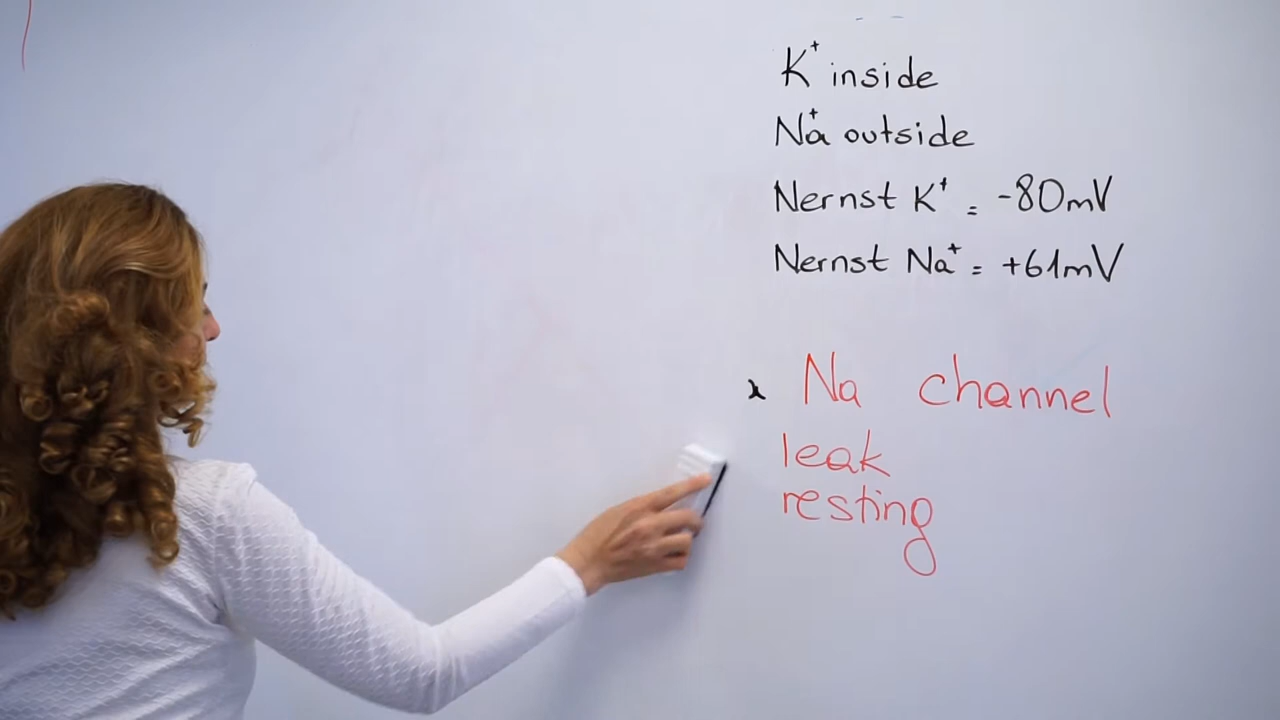 K⁺ inside
Na⁺ outside
Nernst K⁺ = -80mV
Nernst Na⁺ = +61mV
Na channel
leak
resting